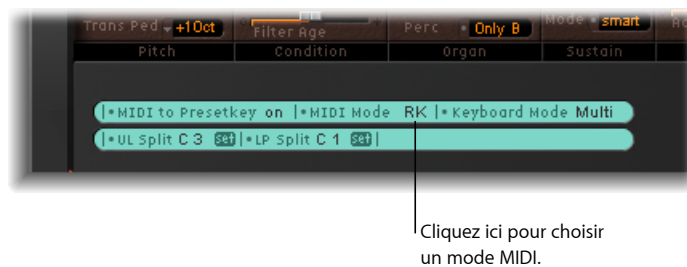 Trans Ped +1Oct Filter Age Perc • Only B Mode • smart
Pitch Condition Organ Sustain
|• MIDI to Presetkey on |• MIDI Mode RK |• Keyboard Mode Multi
|• UL Split C 3 set |• LP Split C 1 set |
Cliquez ici pour choisir
un mode MIDI.